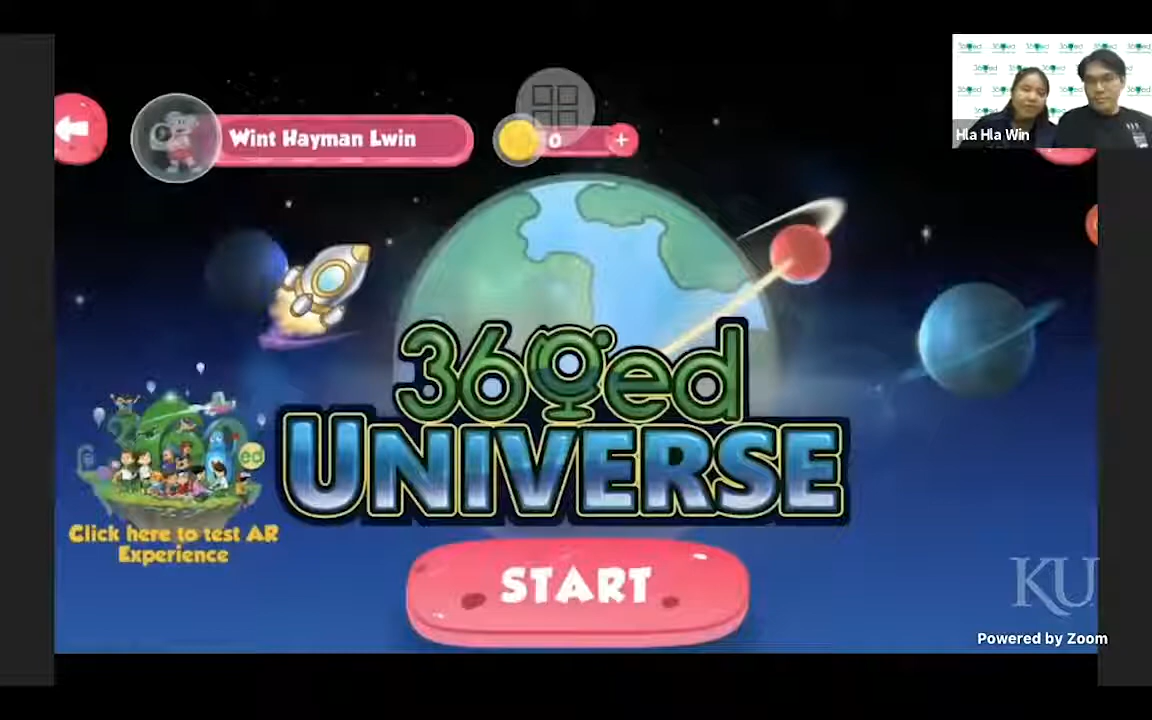 Wint Hayman Lwin
0
+
Hla Hla Win
360ed
UNIVERSE
Click here to test AR
Experience
START
KU
Powered by Zoom